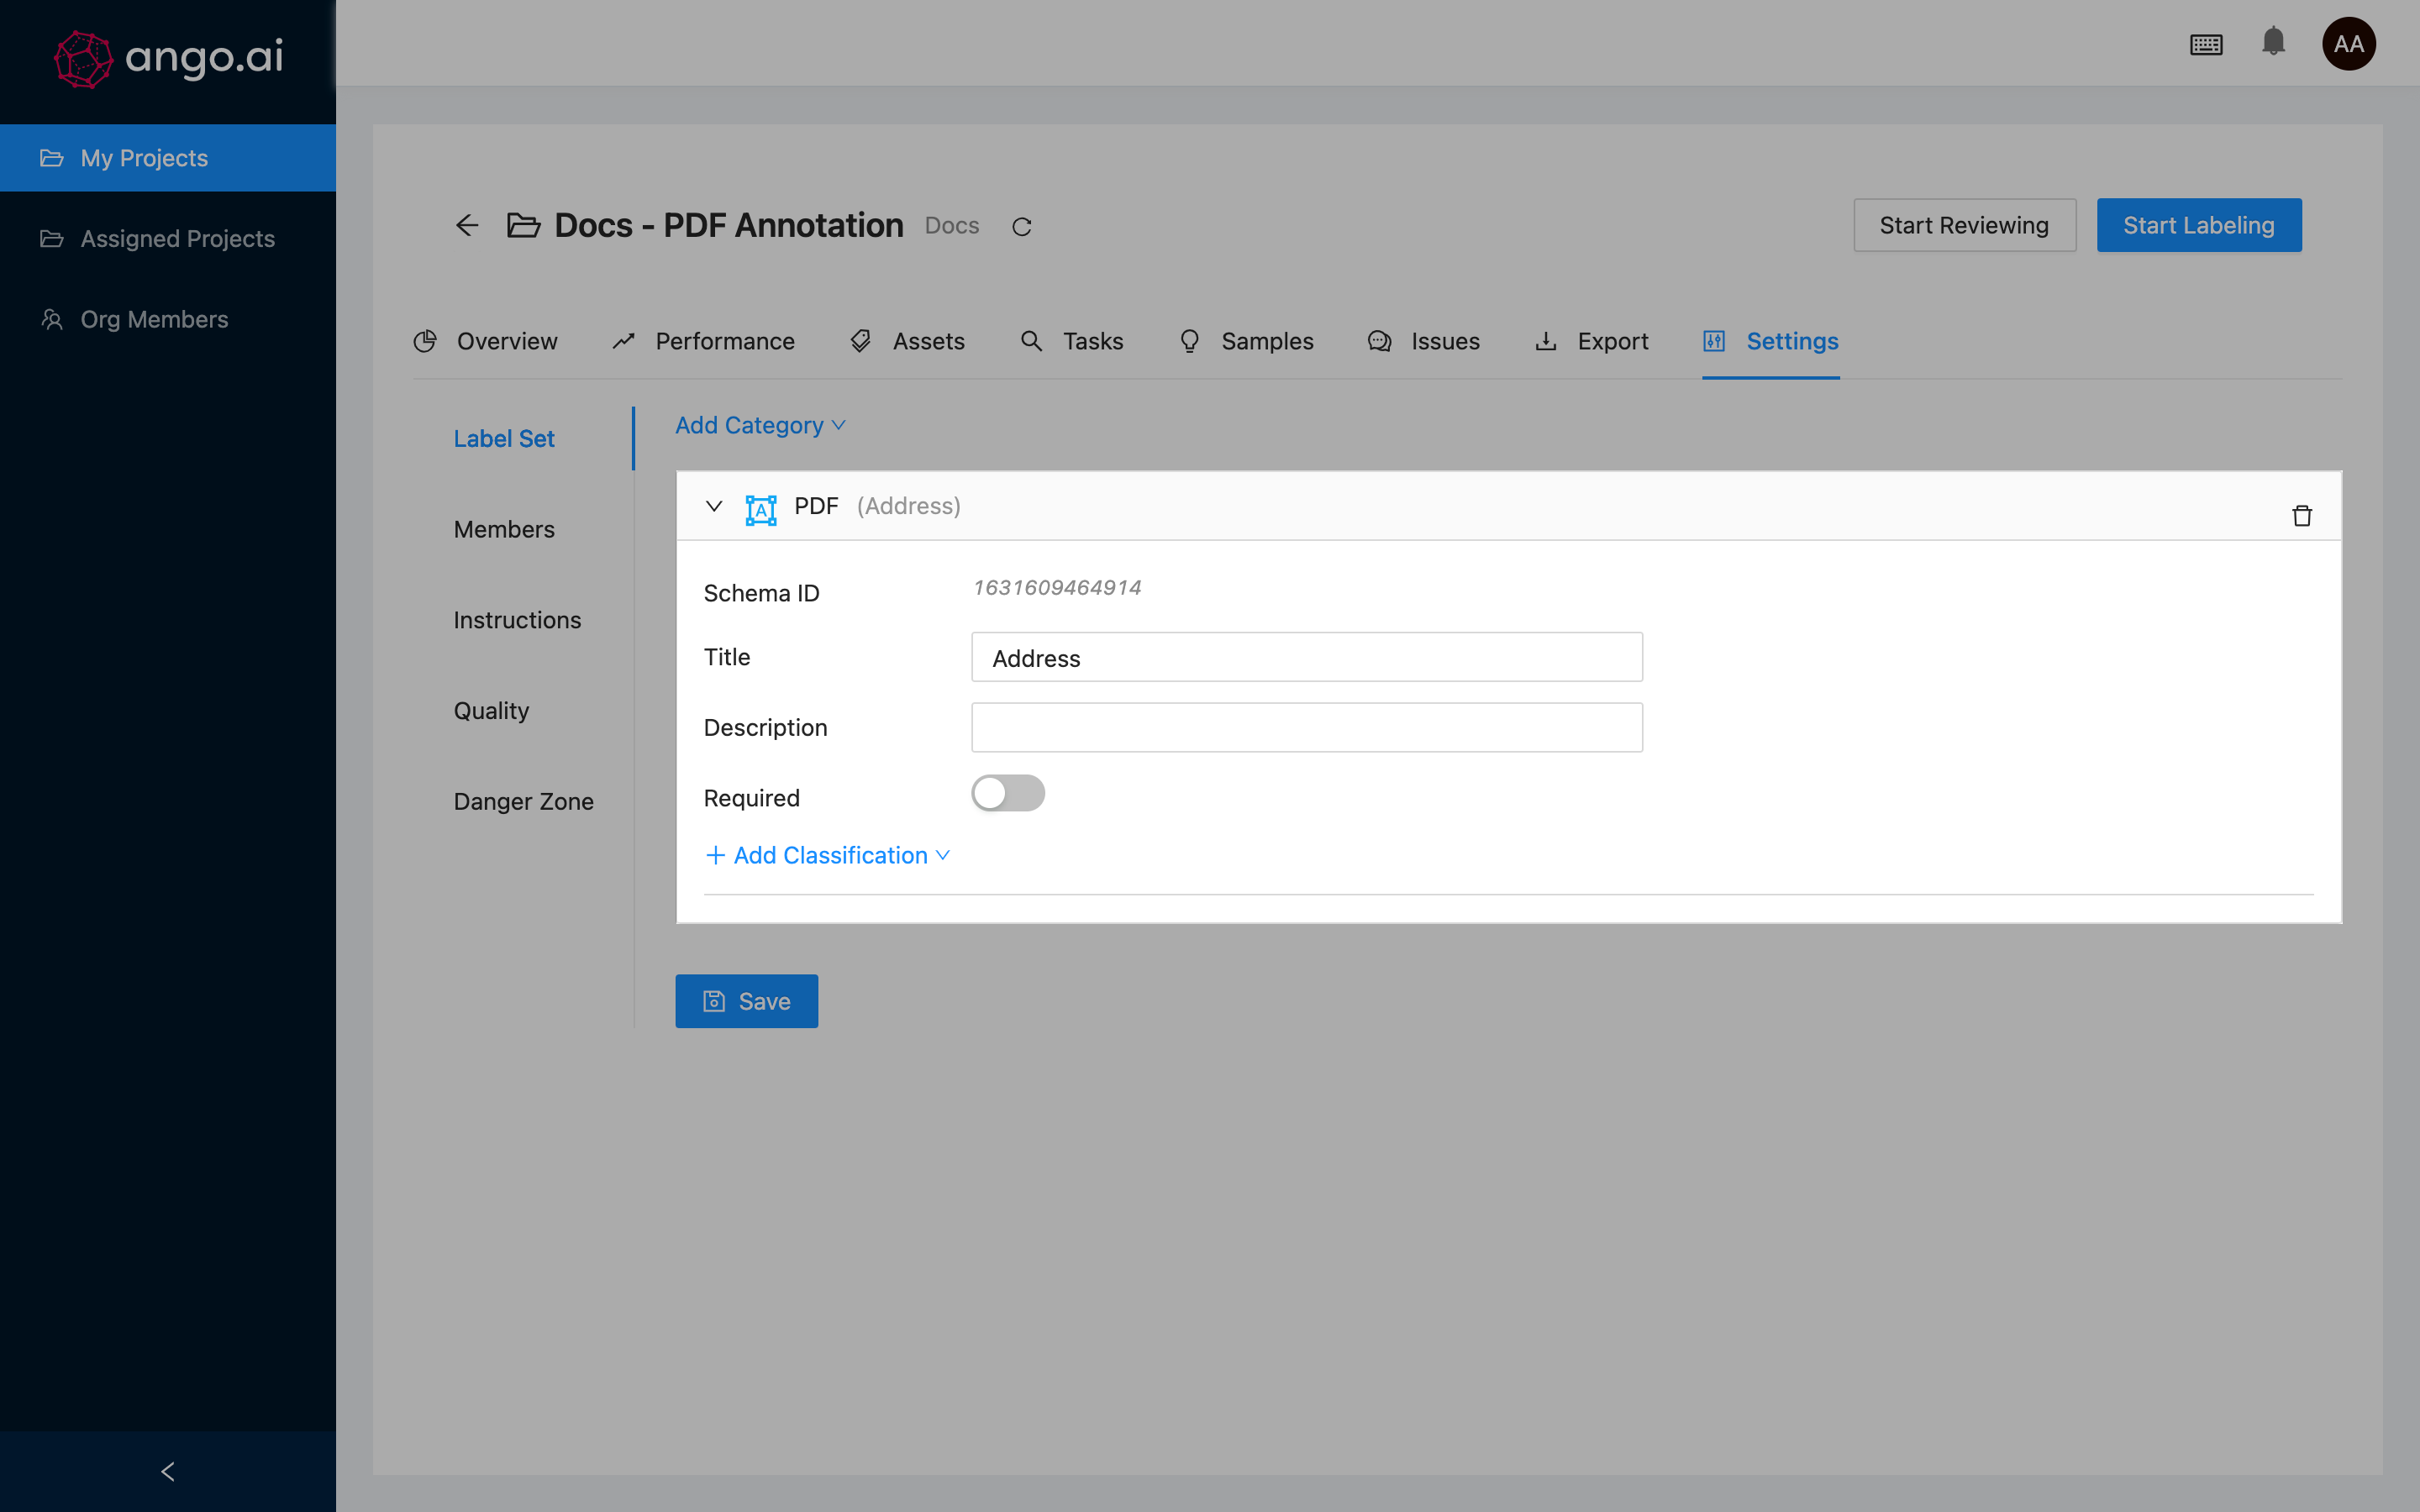 ango.ai
AA
My Projects
Assigned Projects
Org Members
Docs - PDF Annotation Docs
Start Reviewing
Start Labeling
Overview Performance Assets Tasks Samples Issues Export Settings
Label Set
Members
Instructions
Quality
Danger Zone
Add Category
A PDF (Address)
Schema ID 1631609464914
Title Address
Description
Required
+ Add Classification
Save